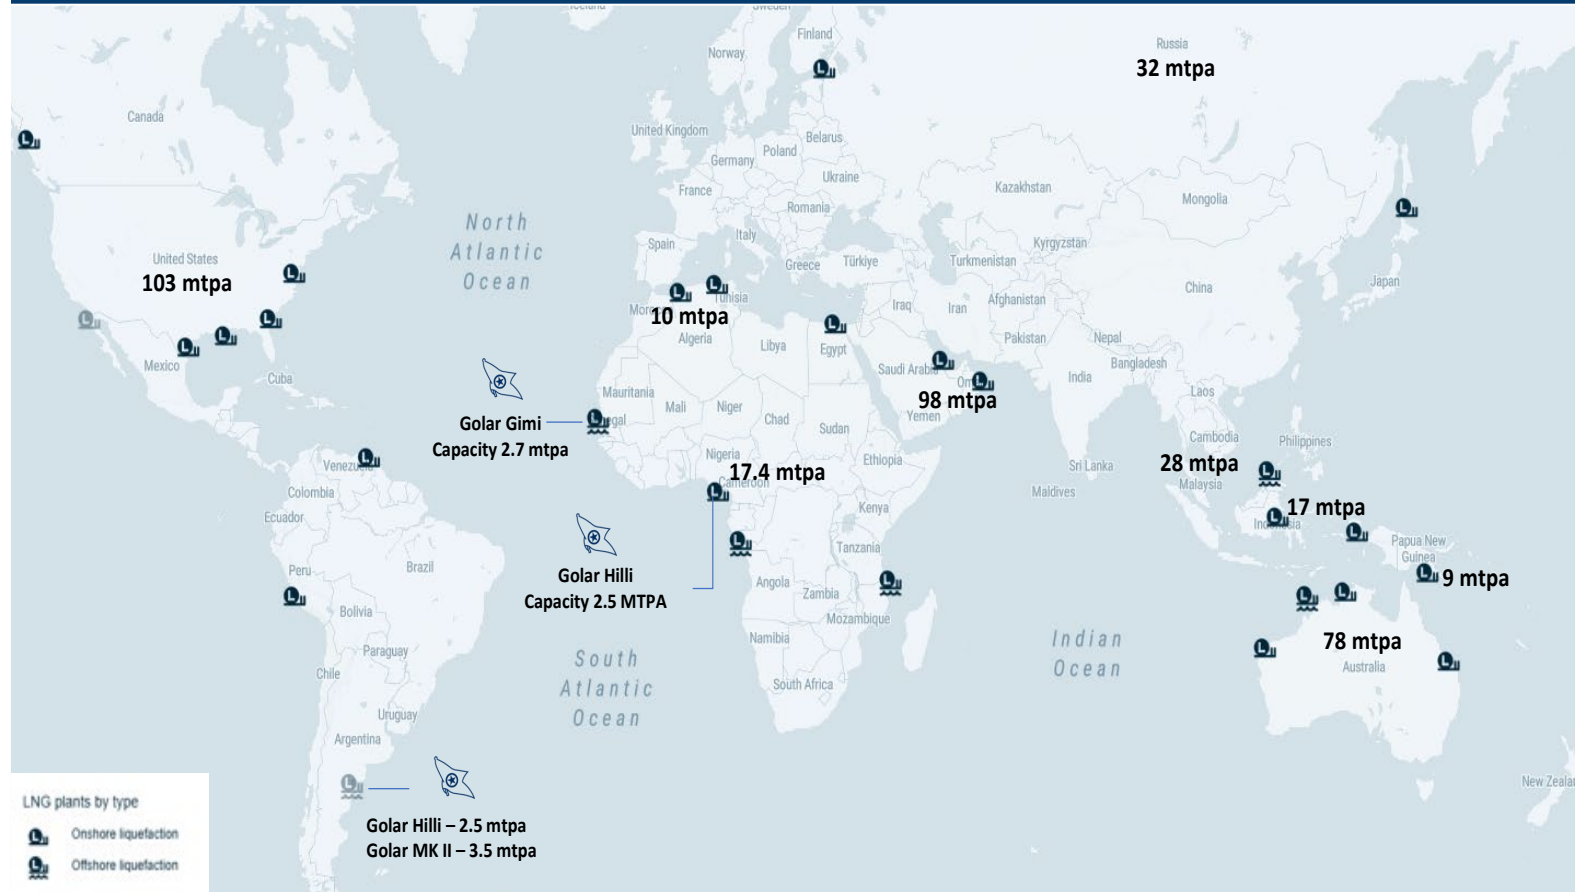 Iceland
Sweden
Finland
Norway
Russia
32 mtpa
Canada
United Kingdom
Belarus
Poland
Germany
Ukraine
France
Kazakhstan
Mongolia
Romania
North
Atlantic
Ocean
Italy
Spain
Kyrgyzstan
United States
Greece
Türkiye
Turkmenistan
103 mtpa
Japan
China
Tunisia
Iraq
Iran
Afghanistan
10 mtpa
Algeria
Libya
Egypt
Pakistan
Nepal
Bangladesh
Mexico
Saudi Arabia
India
Cuba
Oman
98 mtpa
Laos
Mauritania
Mali
Niger
Chad
Sudan
Yemen
Golar Gimi
Capacity 2.7 mtpa
Cambodia
Philippines
Nigeria
Ethiopia
28 mtpa
Venezuela
17.4 mtpa
Cameroon
Sri Lanka
Malaysia
Colombia
Maldives
Ecuador
Kenya
17 mtpa
Indonesia
Tanzania
Papua New
Guinea
Peru
Brazil
Golar Hilli
Capacity 2.5 MTPA
Angola
Zambia
9 mtpa
Bolivia
Mozambique
Namibia
Indian
Ocean
78 mtpa
Australia
Paraguay
South
Atlantic
Ocean
Chile
South Africa
Uruguay
Argentina
New Zealan
Golar Hilli – 2.5 mtpa
Golar MK II – 3.5 mtpa
LNG plants by type
Onshore liquefaction
Offshore liquefaction